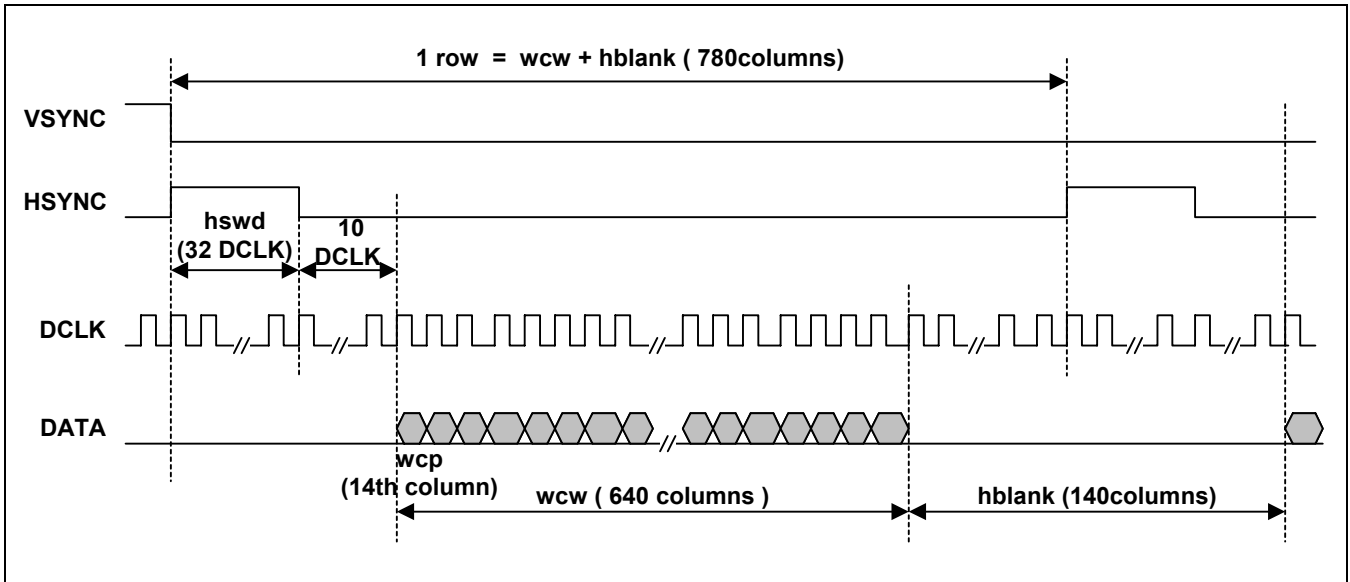 1 row = wcw + hblank ( 780columns)
VSYNC
HSYNC
hswd
(32 DCLK)
10
DCLK
DCLK
DATA
wcp
(14th column)
wcw ( 640 columns )
hblank (140columns)